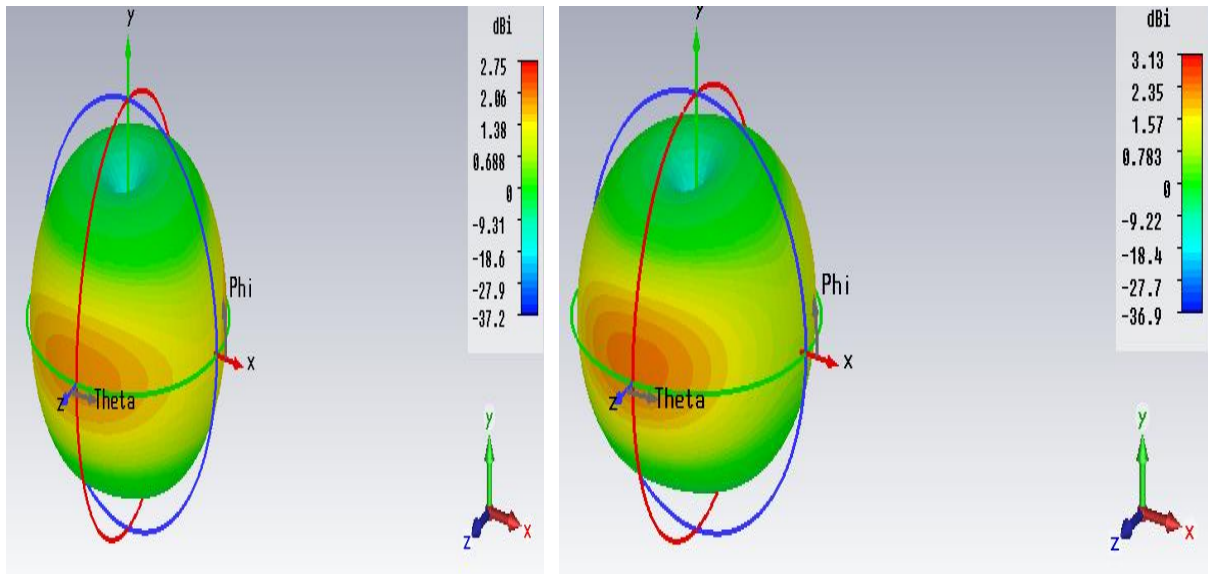 y
dBi
2.75
2.06
1.38
0.688
0
-9.31
-18.6
-27.9
-37.2
Phi
x
z
Theta
y
z
x
y
dBi
3.13
2.35
1.57
0.783
0
-9.22
-18.4
-27.7
-36.9
Phi
x
z
Theta
y
z
x